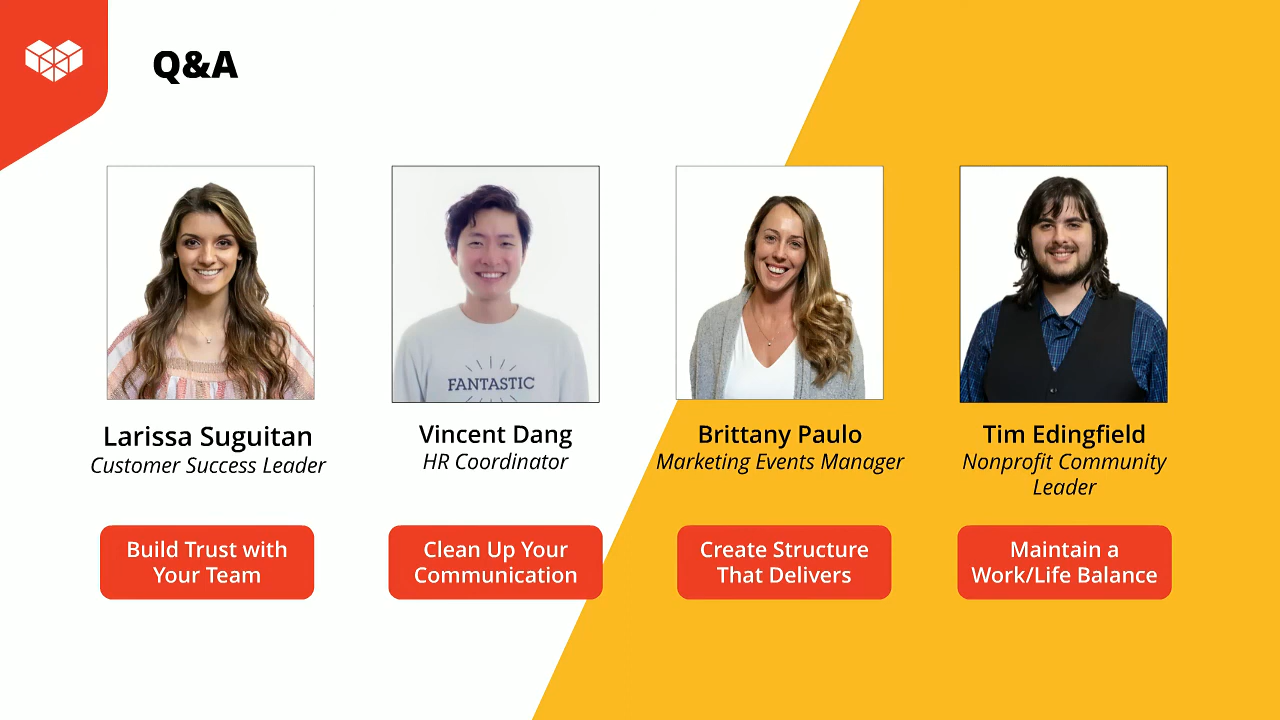 Q&A
FANTASTIC
Larissa Suguitan
Customer Success Leader
Vincent Dang
HR Coordinator
Brittany Paulo
Marketing Events Manager
Tim Edingfield
Nonprofit Community
Leader
Build Trust with
Your Team
Clean Up Your
Communication
Create Structure
That Delivers
Maintain a
Work/Life Balance